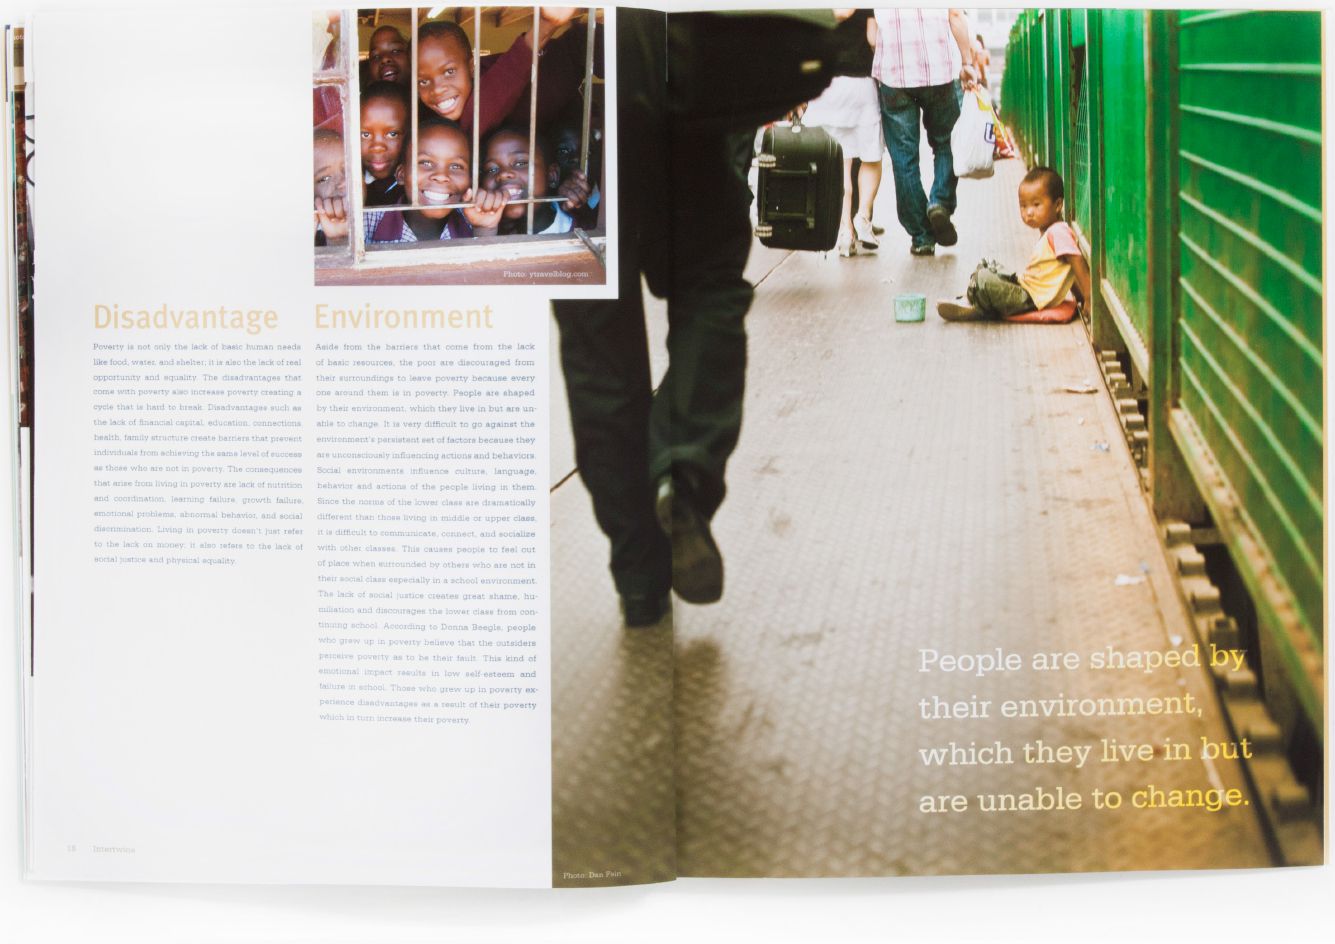 Photo: ytravelblog.com
Disadvantage
Poverty is not only the lack of basic human needs
like food, water, and shelter; it is also the lack of real
opportunity and equality. The disadvantages that
come with poverty also increase poverty creating a
cycle that is hard to break. Disadvantages such as
the lack of financial capital, education, connections,
health, family structure create barriers that prevent
individuals from achieving the same level of success
as those who are not in poverty. The consequences
that arise from living in poverty are lack of nutrition
and coordination, learning failure, growth failure,
emotional problems, abnormal behavior, and social
discrimination. Living in poverty doesn't just refer
to the lack on money; it also refers to the lack of
social justice and physical equality.
Environment
Aside from the barriers that come from the lack
of basic resources, the poor are discouraged from
their surroundings to leave poverty because every
one around them is in poverty. People are shaped
by their environment, which they live in but are un-
able to change. It is very difficult to go against the
environment's persistent set of factors because they
are unconsciously influencing actions and behaviors.
Social environments influence culture, language,
behavior and actions of the people living in them.
Since the norms of the lower class are dramatically
different than those living in middle or upper class,
it is difficult to communicate, connect, and socialize
with other classes. This causes people to feel out
of place when surrounded by others who are not in
their social class especially in a school environment.
The lack of social justice creates great shame, hu-
miliation and discourages the lower class from con-
tinuing school. According to Donna Beegle, people
who grew up in poverty believe that the outsiders
perceive poverty as to be their fault. This kind of
emotional impact results in low self-esteem and
failure in school. Those who grew up in poverty ex-
perience disadvantages as a result of their poverty
which in turn increase their poverty.
People are shaped by
their environment,
which they live in but
are unable to change.
18 Intertwine
Photo: Dan Fain